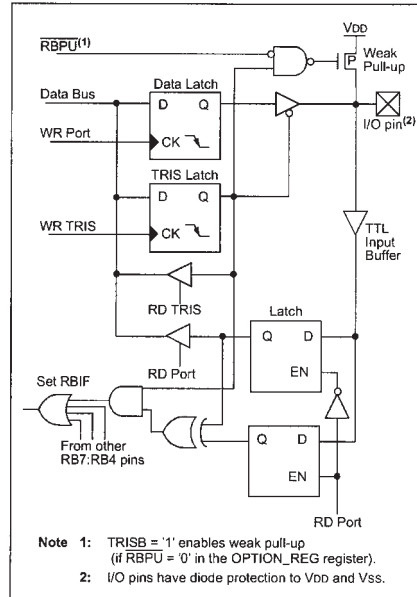 VDD
RBPU(1)
P
Weak
Pull-up
Data Bus
Data Latch
D Q
I/O pin(2)
WR Port
CK
TRIS Latch
D Q
WR TRIS
CK
TTL
Input
Buffer
RD TRIS
Latch
Q D
RD Port
EN
Set RBIF
Q D
From other
RB7:RB4 pins
EN
RD Port
Note 1: TRISB = '1' enables weak pull-up
(if RBPU = '0' in the OPTION_REG register).
2: I/O pins have diode protection to VDD and VSS.